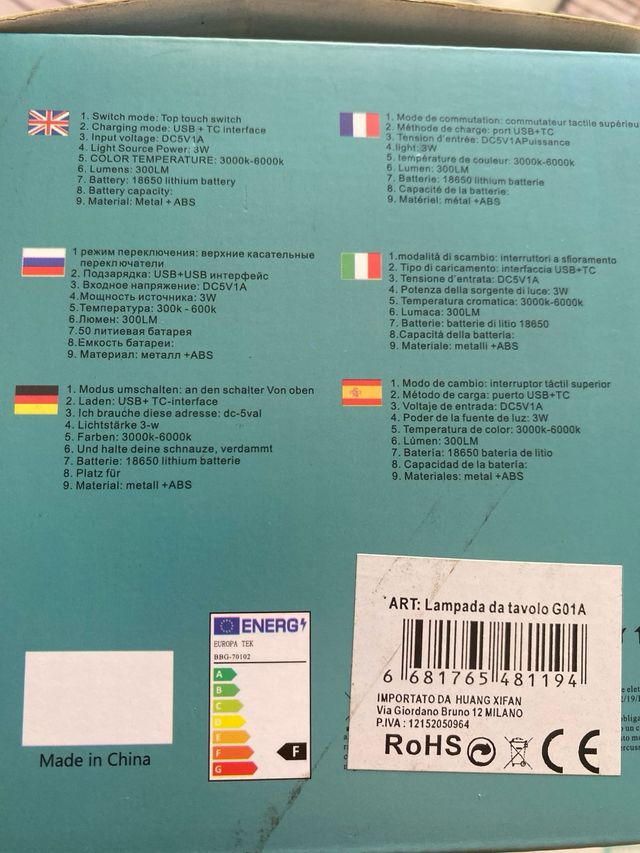 1. Switch mode: Top touch switch
2. Charging mode: USB + TC interface
3. Input voltage: DC5V1A
4. Light Source Power: 3W
5. COLOR TEMPERATURE: 3000k-6000k
6. Lumens: 300LM
7. Battery: 18650 lithium battery
8. Battery capacity:
9. Material: Metal + ABS
1. Mode de commutation: commutateur tactile supérieu
2. Méthode de charge: port USB+TC
3. Tension d'entrée: DC5V1APuissance
4.light: 3W
5. température de couleur: 3000k-6000k
6. Lumen: 300LM
7. Batterie: 18650 lithium batterie
8. Capacité de la batterie:
9. Matériel: métal +ABS
1 режим переключения: верхние касательные
переключатели
2. Подзарядка: USB+USB интерфейс
3. Входное напряжение: DC5V1A
4.Мощность источника: 3W
5.Температура: 300k - 600k
6.Люмен: 300LM
7.50 литиевая батарея
8.Емкость батареи:
9. Материал: металл +ABS
1.modalità di scambio: interruttori a sfioramento
2. Tipo di caricamento: interfaccia USB+TC
3. Tensione d'entrata: DC5V1A
4. Potenza della sorgente di luce: 3W
5. Temperatura cromatica: 3000k-6000k
6. Lumaca: 300LM
7. Batterie: batterie di litio 18650
8.Capacità della batteria:
9. Materiale: metalli +ABS
1. Modus umschalten: an den schalter Von oben
2. Laden: USB+ TC-interface
3. Ich brauche diese adresse: dc-5val
4. Lichtstärke 3-w
5. Farben: 3000k-6000k
6. Und halte deine schnauze, verdammt
7. Batterie: 18650 lithium batterie
8. Platz für
9. Material: metall +ABS
1. Modo de cambio: interruptor táctil superior
2. Método de carga: puerto USB+TC
3. Voltaje de entrada: DC5V1A
4. Poder de la fuente de luz: 3W
5. Temperatura de color: 3000k-6000k
6. Lúmen: 300LM
7. Batería: 18650 batería de litio
8. Capacidad de la batería:
9. Materiales: metal +ABS
Made in China
ENERG
EUROPA TEK
BBG-70102
A
B
C
D
E
F
G
F
ART: Lampada da tavolo G01A
6 681765 481194
IMPORTATO DA HUANG XIFAN
Via Giordano Bruno 12 MILANO
P.IVA : 12152050964
RoHS CE